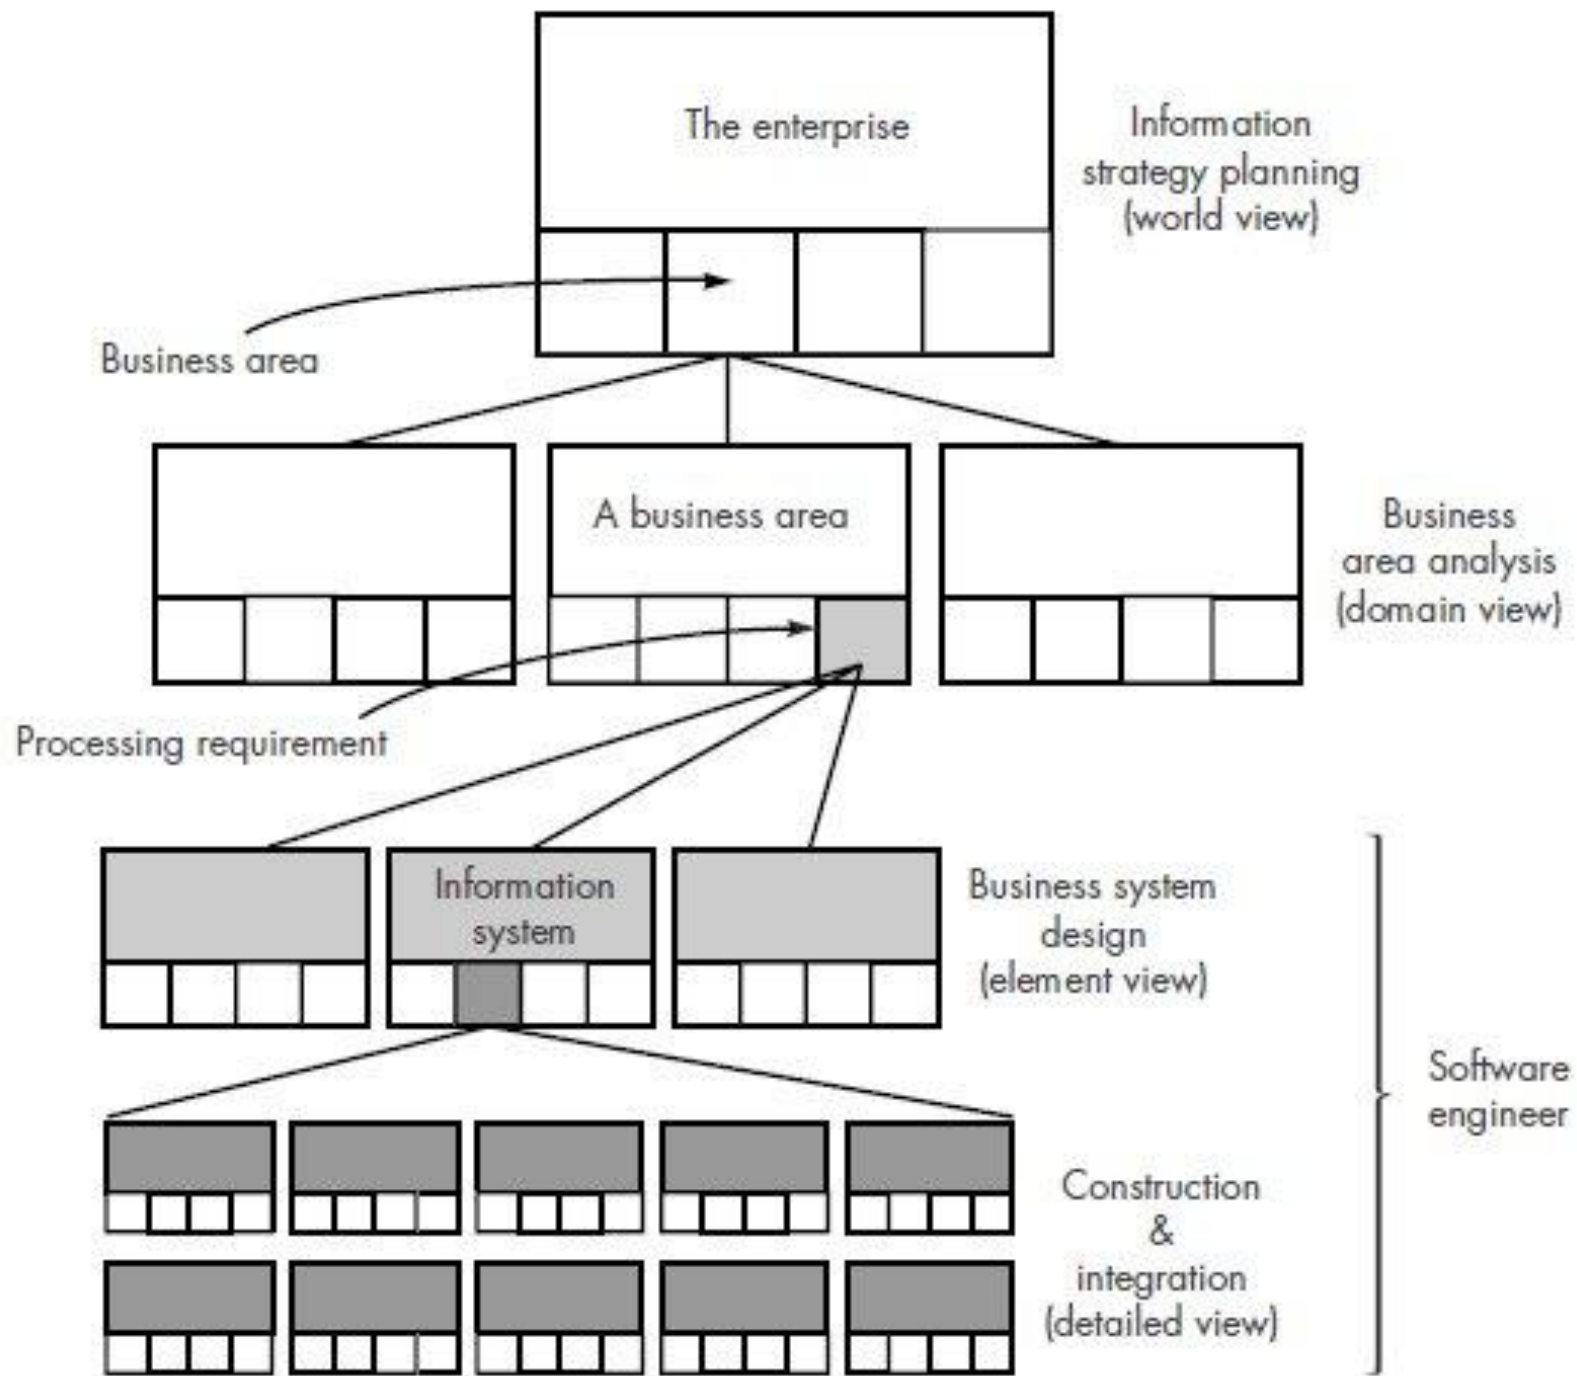 The enterprise
Information
strategy planning
(world view)
Business area
A business area
Business
area analysis
(domain view)
Processing requirement
Information
system
Business system
design
(element view)
Software
engineer
Construction
&
integration
(detailed view)